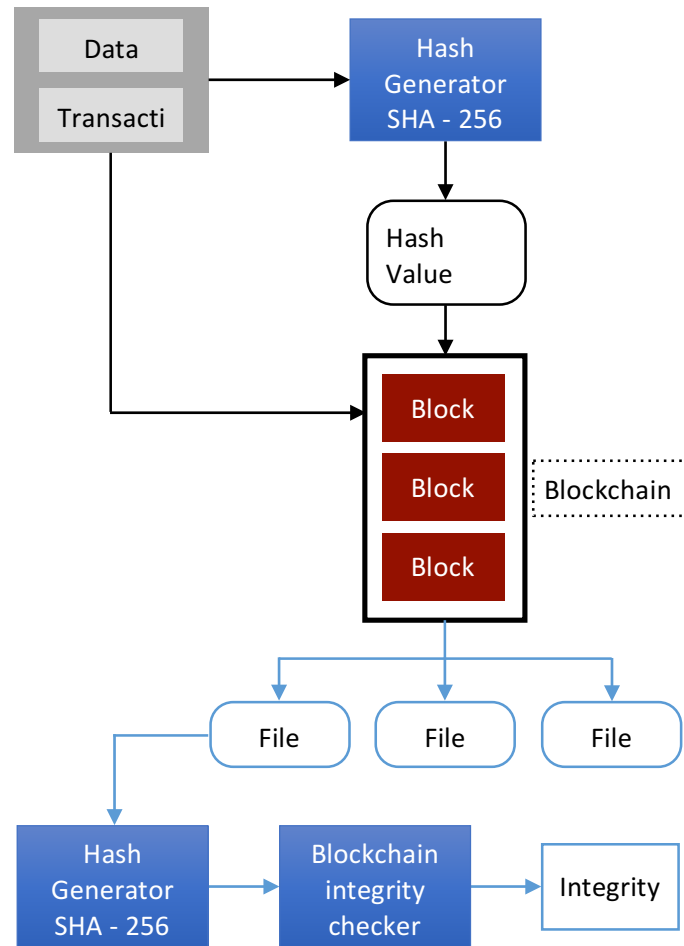 Data
Transacti
Hash
Generator
SHA - 256
Hash
Value
Block
Block
Block
Blockchain
File
File
File
Hash
Generator
SHA - 256
Blockchain
integrity
checker
Integrity